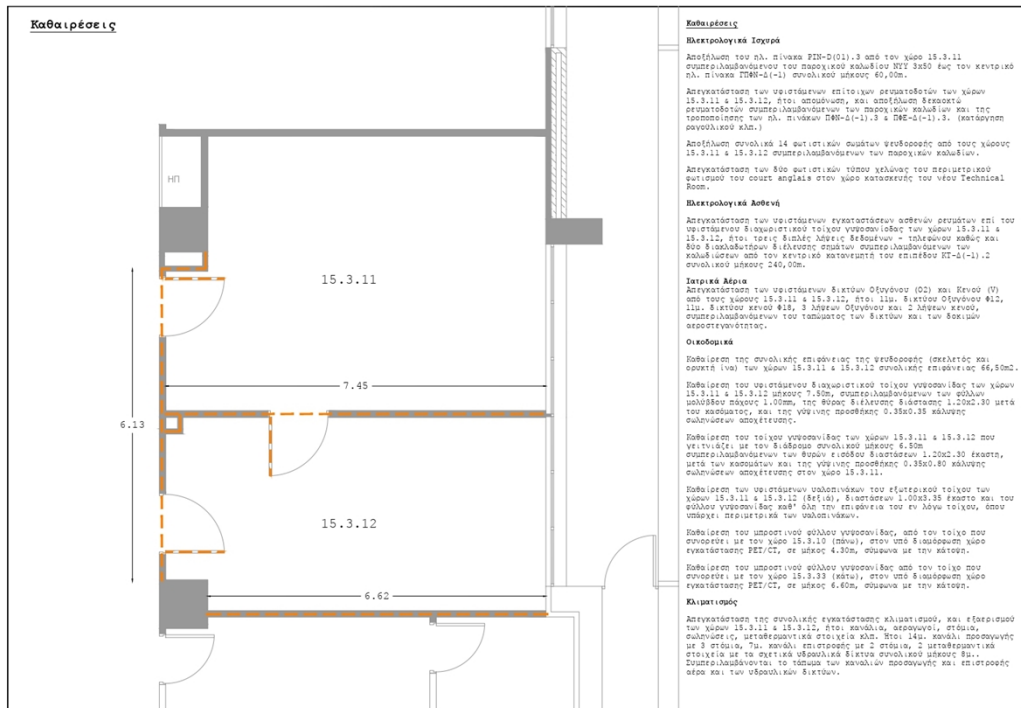 Καθαιρέσεις
ΗΠ
15.3.11
7.45
6.13
15.3.12
6.62
Καθαιρέσεις
Ηλεκτρολογικά Ισχυρά
Αποξήλωση του ηλ. πίνακα PIN-D(01).3 από τον χώρο 15.3.11
συμπεριλαμβανόμενου του παροχικού καλωδίου NYY 3x50 έως τον κεντρικό
ηλ. πίνακα ΓΠΦΝ-Δ(-1) συνολικού μήκους 60,00m.
Απεγκατάσταση των υφιστάμενων επίτοιχων ρευματοδοτών των χώρων
15.3.11 & 15.3.12, ήτοι απομόνωση, και αποξήλωση δεκαοκτώ
ρευματοδοτών συμπεριλαμβανομένων των παροχικών καλωδίων και της
τροποποίησης των ηλ. πινάκων ΠΦΝ-Δ(-1).3 & ΠΦΕ-Δ(-1).3. (κατάργηση
ραγούλικού κλπ.)
Αποξήλωση συνολικά 14 φωτιστικών σωμάτων ψευδοροφής από τους χώρους
15.3.11 & 15.3.12 συμπεριλαμβανόμενων των παροχικών καλωδίων.
Απεγκατάσταση των δύο φωτιστικών τύπου χελώνας του περιμετρικού
φωτισμού του court anglais στον χώρο κατασκευής του νέου Technical
Room.
Ηλεκτρολογικά Ασθενή
Απεγκατάσταση των υφιστάμενων εγκαταστάσεων ασθενών ρευμάτων επί του
υφιστάμενου διαχωριστικού τοίχου γυψοσανίδας των χώρων 15.3.11 &
15.3.12, ήτοι τρεις διπλές λήψεις δεδομένων - τηλεφώνου καθώς και
δύο διακλαδωτήρων διέλευσης σημάτων συμπεριλαμβανομένων των
καλωδιώσεων από τον κεντρικό κατανεμητή του επιπέδου ΚΤ-Δ(-1).2
συνολικού μήκους 240,00m.
Ιατρικά Αέρια
Απεγκατάσταση των υφιστάμενων δικτύων Οξυγόνου (Ο2) και Κενού (V)
από τους χώρους 15.3.11 & 15.3.12, ήτοι 11μ. δικτύου Οξυγόνου Φ12,
11μ. δικτύου κενού Φ18, 3 λήψεων Οξυγόνου και 2 λήψεων κενού,
συμπεριλαμβανόμενων του ταπώματος των δικτύων και των δοκιμών
αεροστεγανότητας.
Οικοδομικά
Καθαίρεση της συνολικής επιφάνειας της ψευδοροφής (σκελετός και
ορυκτή ίνα) των χώρων 15.3.11 & 15.3.12 συνολικής επιφάνειας 66,50m2.
Καθαίρεση του υφιστάμενου διαχωριστικού τοίχου γυψοσανίδας των χώρων
15.3.11 & 15.3.12 μήκους 7.50m, συμπεριλαμβανομένων των φύλλων
μολύβδου πάχους 1.00mm, της θύρας διέλευσης διάστασης 1.20x2.30 μετά
του κασόματος, και της γύψινης προσθήκης 0.35x0.35 κάλυψης
σωληνώσεων αποχέτευσης.
Καθαίρεση του τοίχου γυψοσανίδας των χώρων 15.3.11 & 15.3.12 που
γειτνιάζει με τον διάδρομο συνολικού μήκους 6.50m
συμπεριλαμβανομένων των θυρών εισόδου διαστάσεων 1.20x2.30 έκαστη,
μετά των κασωμάτων και της γύψινης προσθήκης 0.35x0.80 κάλυψης
σωληνώσεων αποχέτευσης στον χώρο 15.3.11.
Καθαίρεση των υφιστάμενων υαλοπινάκων του εξωτερικού τοίχου των
χώρων 15.3.11 & 15.3.12 (δεξιά), διαστάσεων 1.00x3.35 έκαστο και του
φύλλου γυψοσανίδας καθ' όλη την επιφάνεια του εν λόγω τοίχου, όπου
υπάρχει περιμετρικά των υαλοπινάκων.
Καθαίρεση του μπροστινού φύλλου γυψοσανίδας, από τον τοίχο που
συνορεύει με τον χώρο 15.3.10 (πάνω), στον υπό διαμόρφωση χώρο
εγκατάστασης PET/CT, σε μήκος 4.30m, σύμφωνα με την κάτοψη.
Καθαίρεση του μπροστινού φύλλου γυψοσανίδας από τον τοίχο που
συνορεύει με τον χώρο 15.3.33 (κάτω), στον υπό διαμόρφωση χώρο
εγκατάστασης PET/CT, σε μήκος 6.60m, σύμφωνα με την κάτοψη.
Κλιματισμός
Απεγκατάσταση της συνολικής εγκατάστασης κλιματισμού, και εξαερισμού
των χώρων 15.3.11 & 15.3.12, ήτοι κανάλια, αεραγωγοί, στόμια,
σωληνώσεις, μεταθερμαντικά στοιχεία κλπ. Ήτοι 14μ. κανάλι προσαγωγής
με 3 στόμια, 7μ. κανάλι επιστροφής με 2 στόμια, 2 μεταθερμαντικά
στοιχεία με τα σχετικά υδραυλικά δίκτυα συνολικού μήκους 8μ..
Συμπεριλαμβάνονται το τάπωμα των καναλιών προσαγωγής και επιστροφής
αέρα και των υδραυλικών δικτύων.